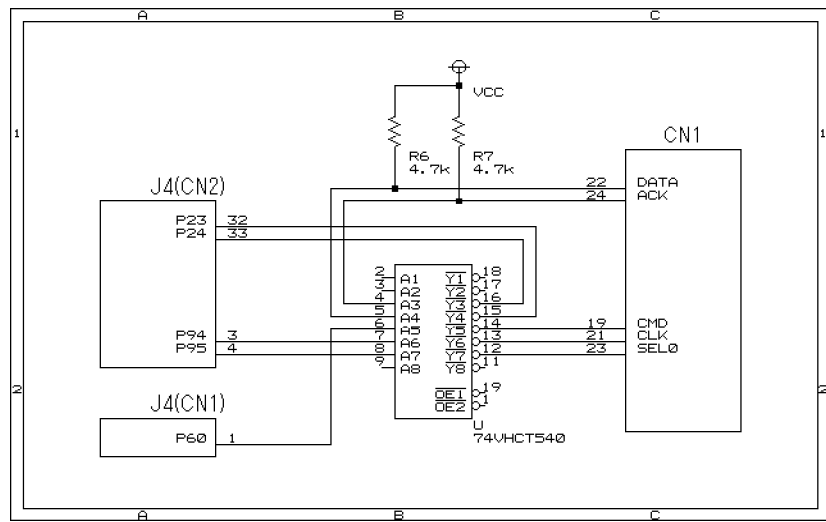 A B C
1 1
VCC
CN1
R6 R7
4.7k 4.7k
J4(CN2)
22 DATA
24 ACK
P23 32
P24 33
2 A1 Y1 18
3 A2 Y2 17
4 A3 Y3 16
5 A4 Y4 15
6 A5 Y5 14 19 CMD
P94 3 7 A6 Y6 13 21 CLK
P95 4 8 A7 Y7 12 23 SEL0
9 A8 Y8 11
2 2
J4(CN1)
OE1 19
OE2 1
P60 1
U
74VHCT540
A B C